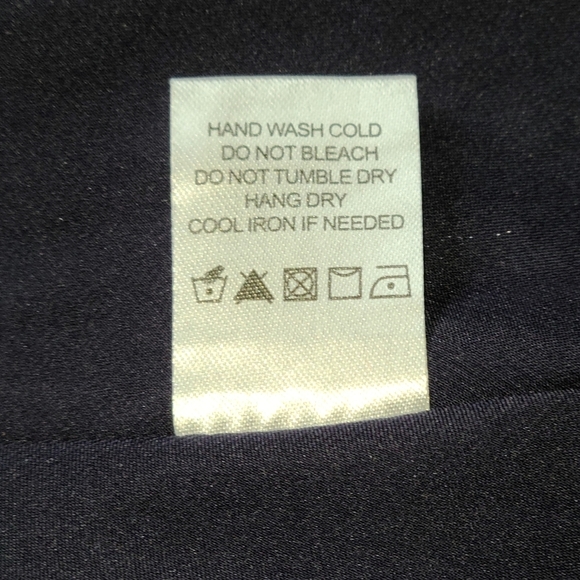 HAND WASH COLD
DO NOT BLEACH
DO NOT TUMBLE DRY
HANG DRY
COOL IRON IF NEEDED